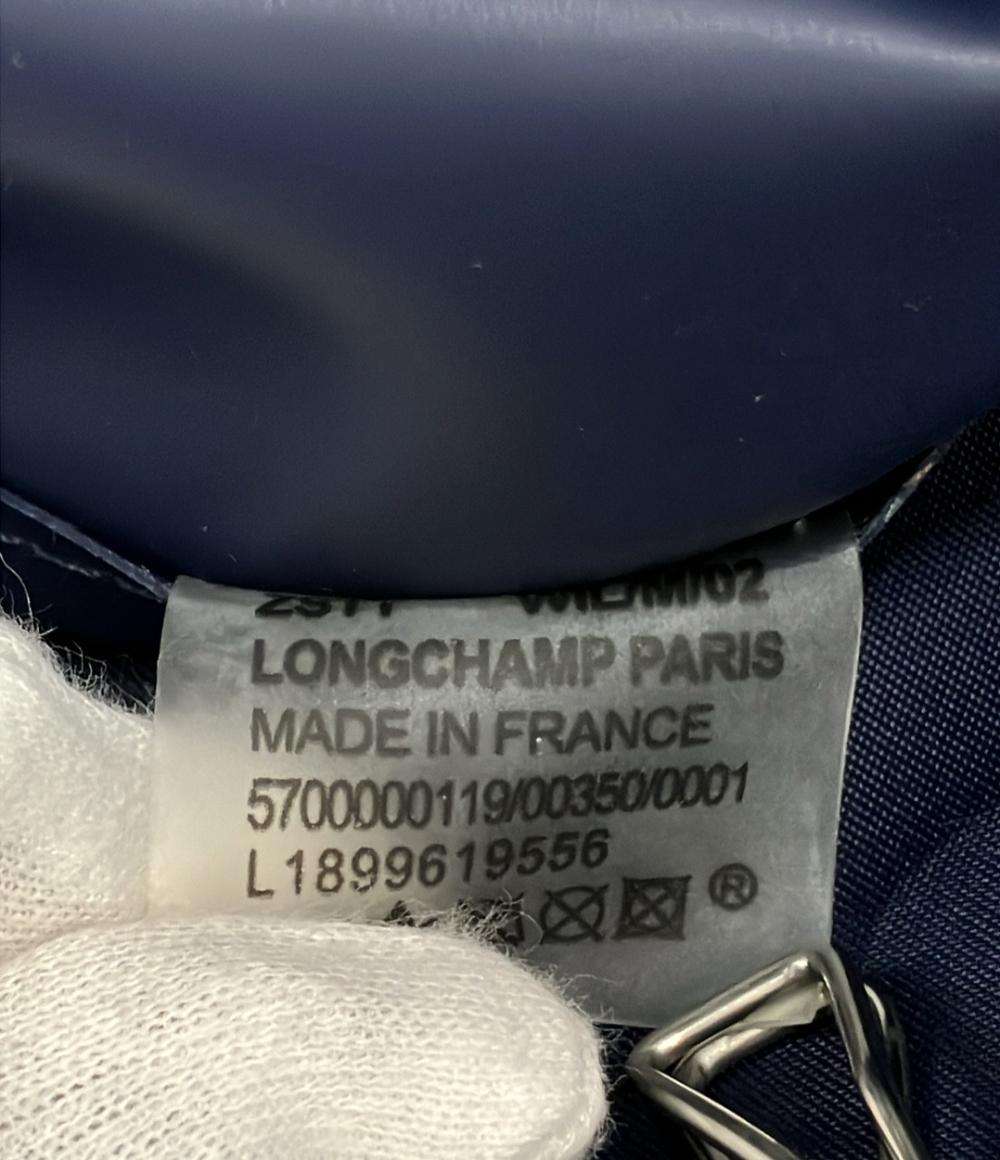 LONGCHAMP PARIS
MADE IN FRANCE
5700000119/00350/0001
L1899619556
®